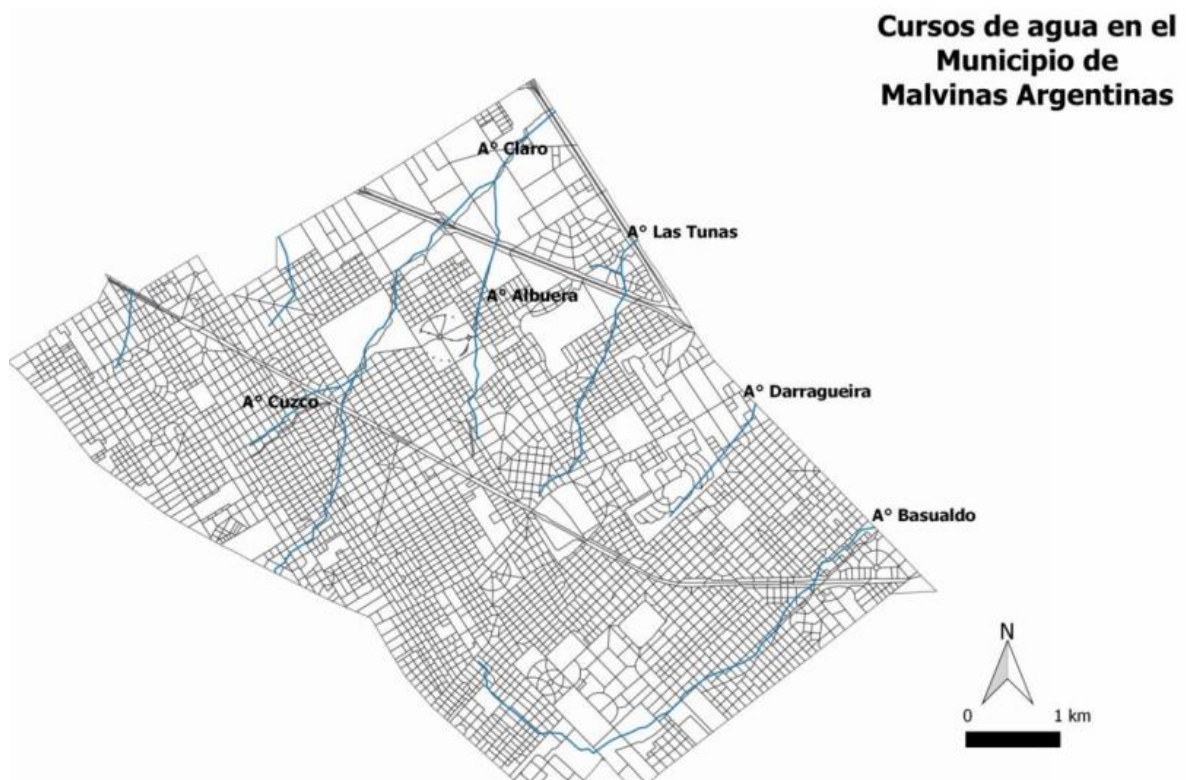 Cursos de agua en el
Municipio de
Malvinas Argentinas
A° Claro
A° Las Tunas
A° Albuera
A° Darragueira
A° Cuzco
A° Basualdo
N
0 1 km